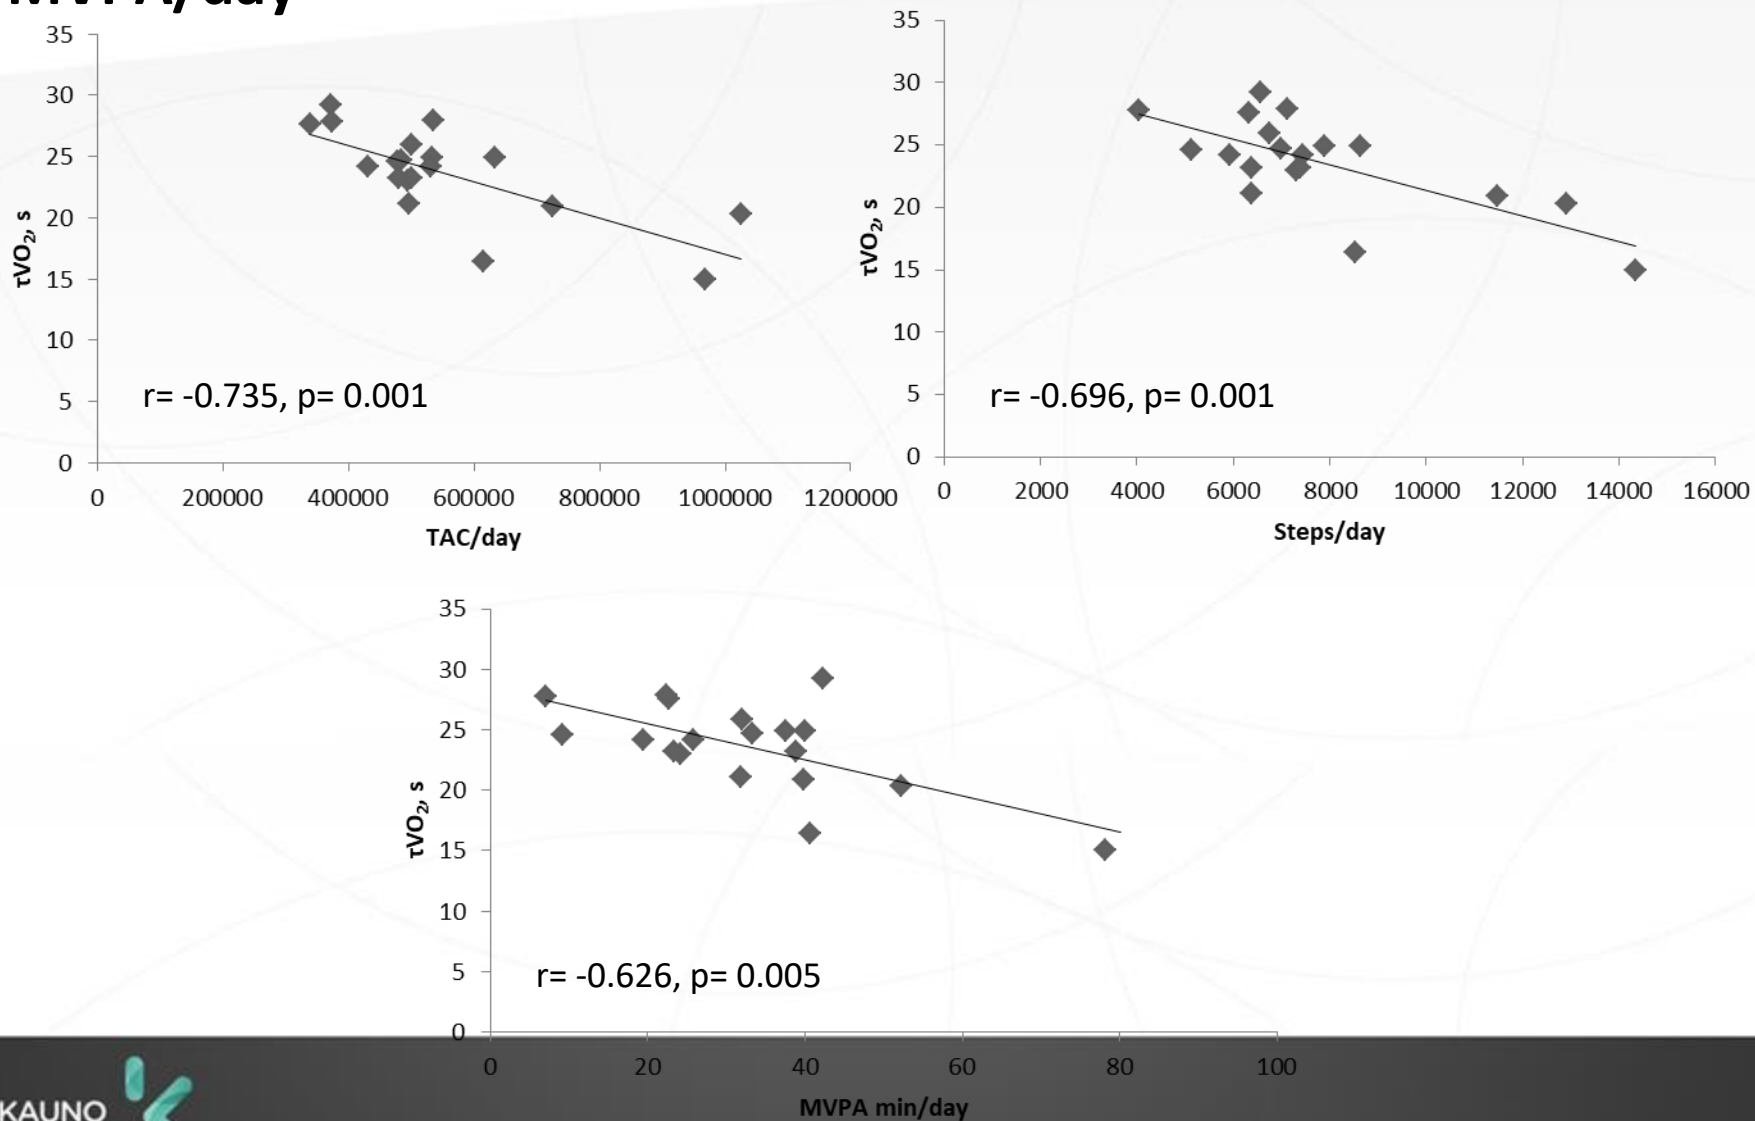 MVPA/day
35
30
25
20
15
10
5
0
τVO₂, s
r= -0.735, p= 0.001
0 200000 400000 600000 800000 1000000 1200000
TAC/day
35
30
25
20
15
10
5
0
τVO₂, s
r= -0.696, p= 0.001
0 2000 4000 6000 8000 10000 12000 14000 16000
Steps/day
35
30
25
20
15
10
5
0
τVO₂, s
r= -0.626, p= 0.005
0 20 40 60 80 100
MVPA min/day
KAUNO